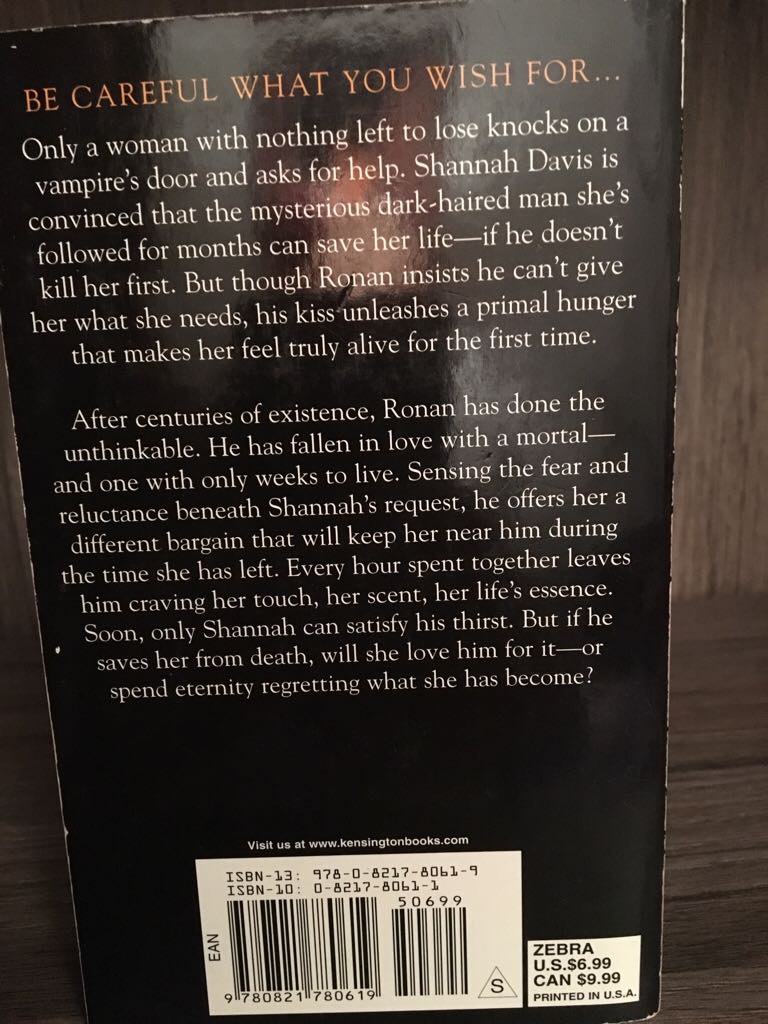 BE CAREFUL WHAT YOU WISH FOR...
Only a woman with nothing left to lose knocks on a
vampire's door and asks for help. Shannah Davis is
convinced that the mysterious dark-haired man she's
followed for months can save her life—if he doesn't
kill her first. But though Ronan insists he can't give
her what she needs, his kiss unleashes a primal hunger
that makes her feel truly alive for the first time.
After centuries of existence, Ronan has done the
unthinkable. He has fallen in love with a mortal—
and one with only weeks to live. Sensing the fear and
reluctance beneath Shannah's request, he offers her a
different bargain that will keep her near him during
the time she has left. Every hour spent together leaves
him craving her touch, her scent, her life's essence.
Soon, only Shannah can satisfy his thirst. But if he
saves her from death, will she love him for it—or
spend eternity regretting what she has become?
Visit us at www.kensingtonbooks.com
ISBN-13: 978-0-8217-8061-9
ISBN-10: 0-8217-8061-1
50699
EAN
9 780821 780619
S
ZEBRA
U.S.$6.99
CAN $9.99
PRINTED IN U.S.A.